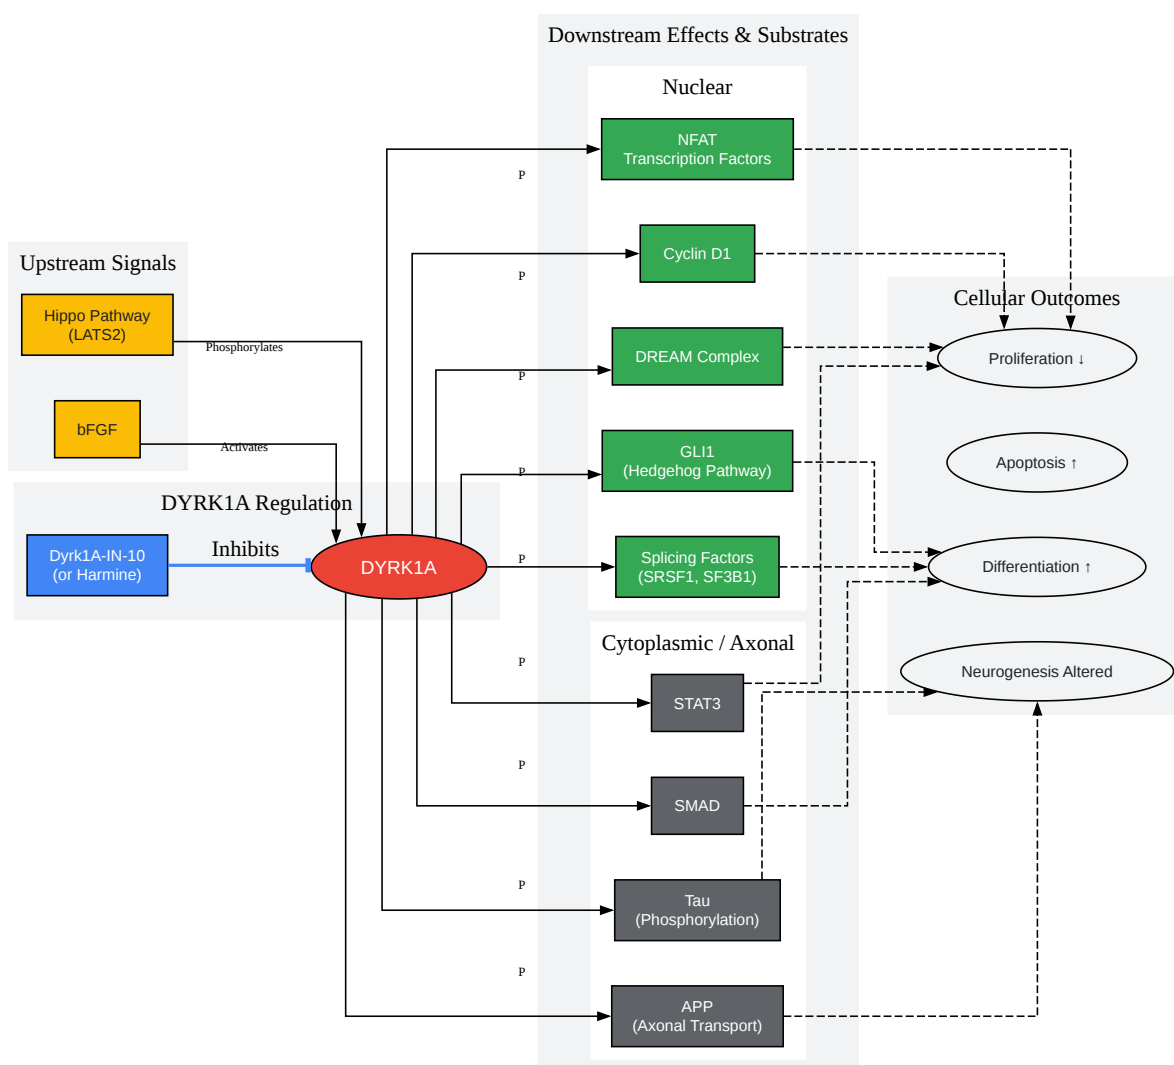 Downstream Effects & Substrates
Nuclear
NFAT
Transcription Factors
P
Cyclin D1
P
Upstream Signals
Hippo Pathway
(LATS2)
Phosphorylates
bFGF
Activates
DREAM Complex
P
GLI1
(Hedgehog Pathway)
P
DYRK1A Regulation
Dyrk1A-IN-10
(or Harmine)
Inhibits
DYRK1A
P
Splicing Factors
(SRSF1, SF3B1)
Cytoplasmic / Axonal
P
STAT3
P
SMAD
P
Tau
(Phosphorylation)
P
APP
(Axonal Transport)
Cellular Outcomes
Proliferation ↓
Apoptosis ↑
Differentiation ↑
Neurogenesis Altered